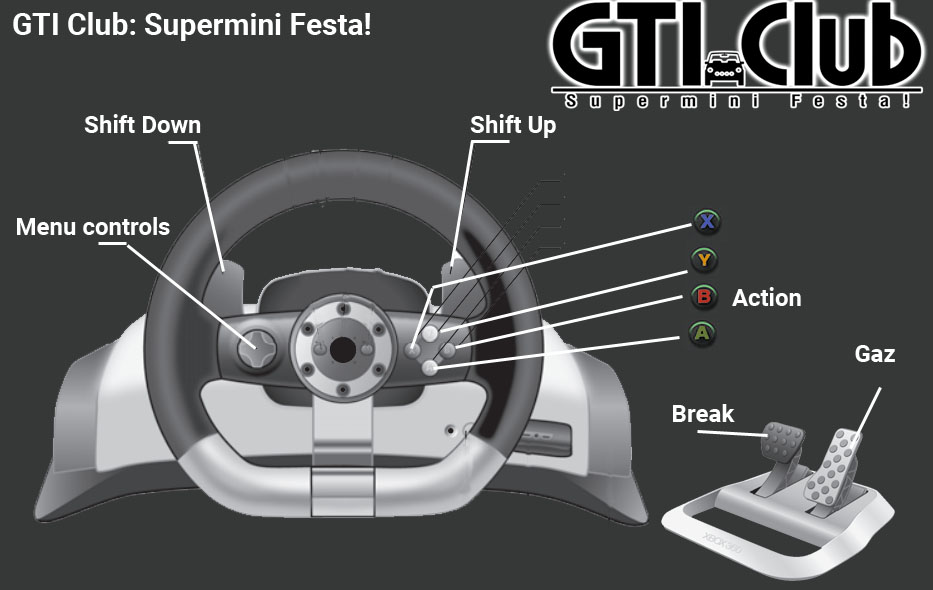 GTI Club: Supermini Festa!
GTI Club
Supermini Festa!
Shift Down
Shift Up
Menu controls
X
Y
B Action
A
Gaz
Break
XBOX 360